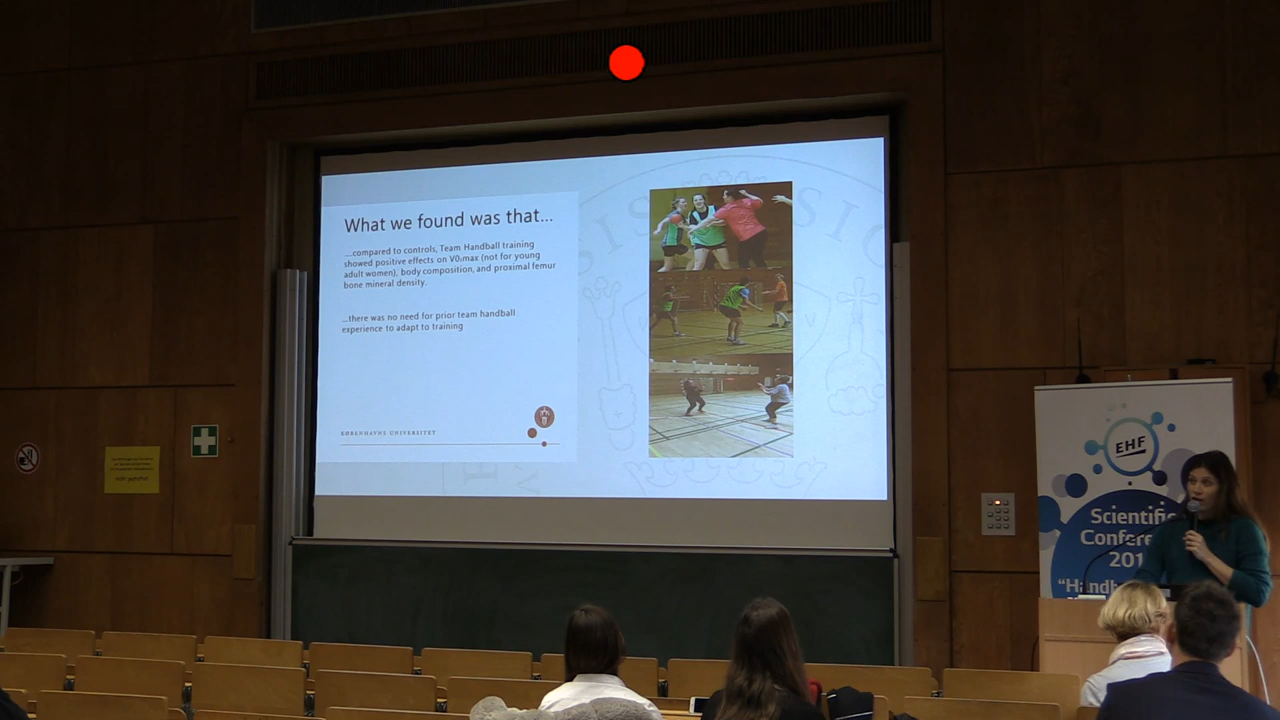 What we found was that...
...compared to controls, Team Handball training
showed positive effects on VO₂max (not for young
adult women), body composition, and proximal femur
bone mineral density.
...there was no need for prior team handball
experience to adapt to training
KØBENHAVNS UNIVERSITET
EHF
Scientific
Confere
201
"Handb